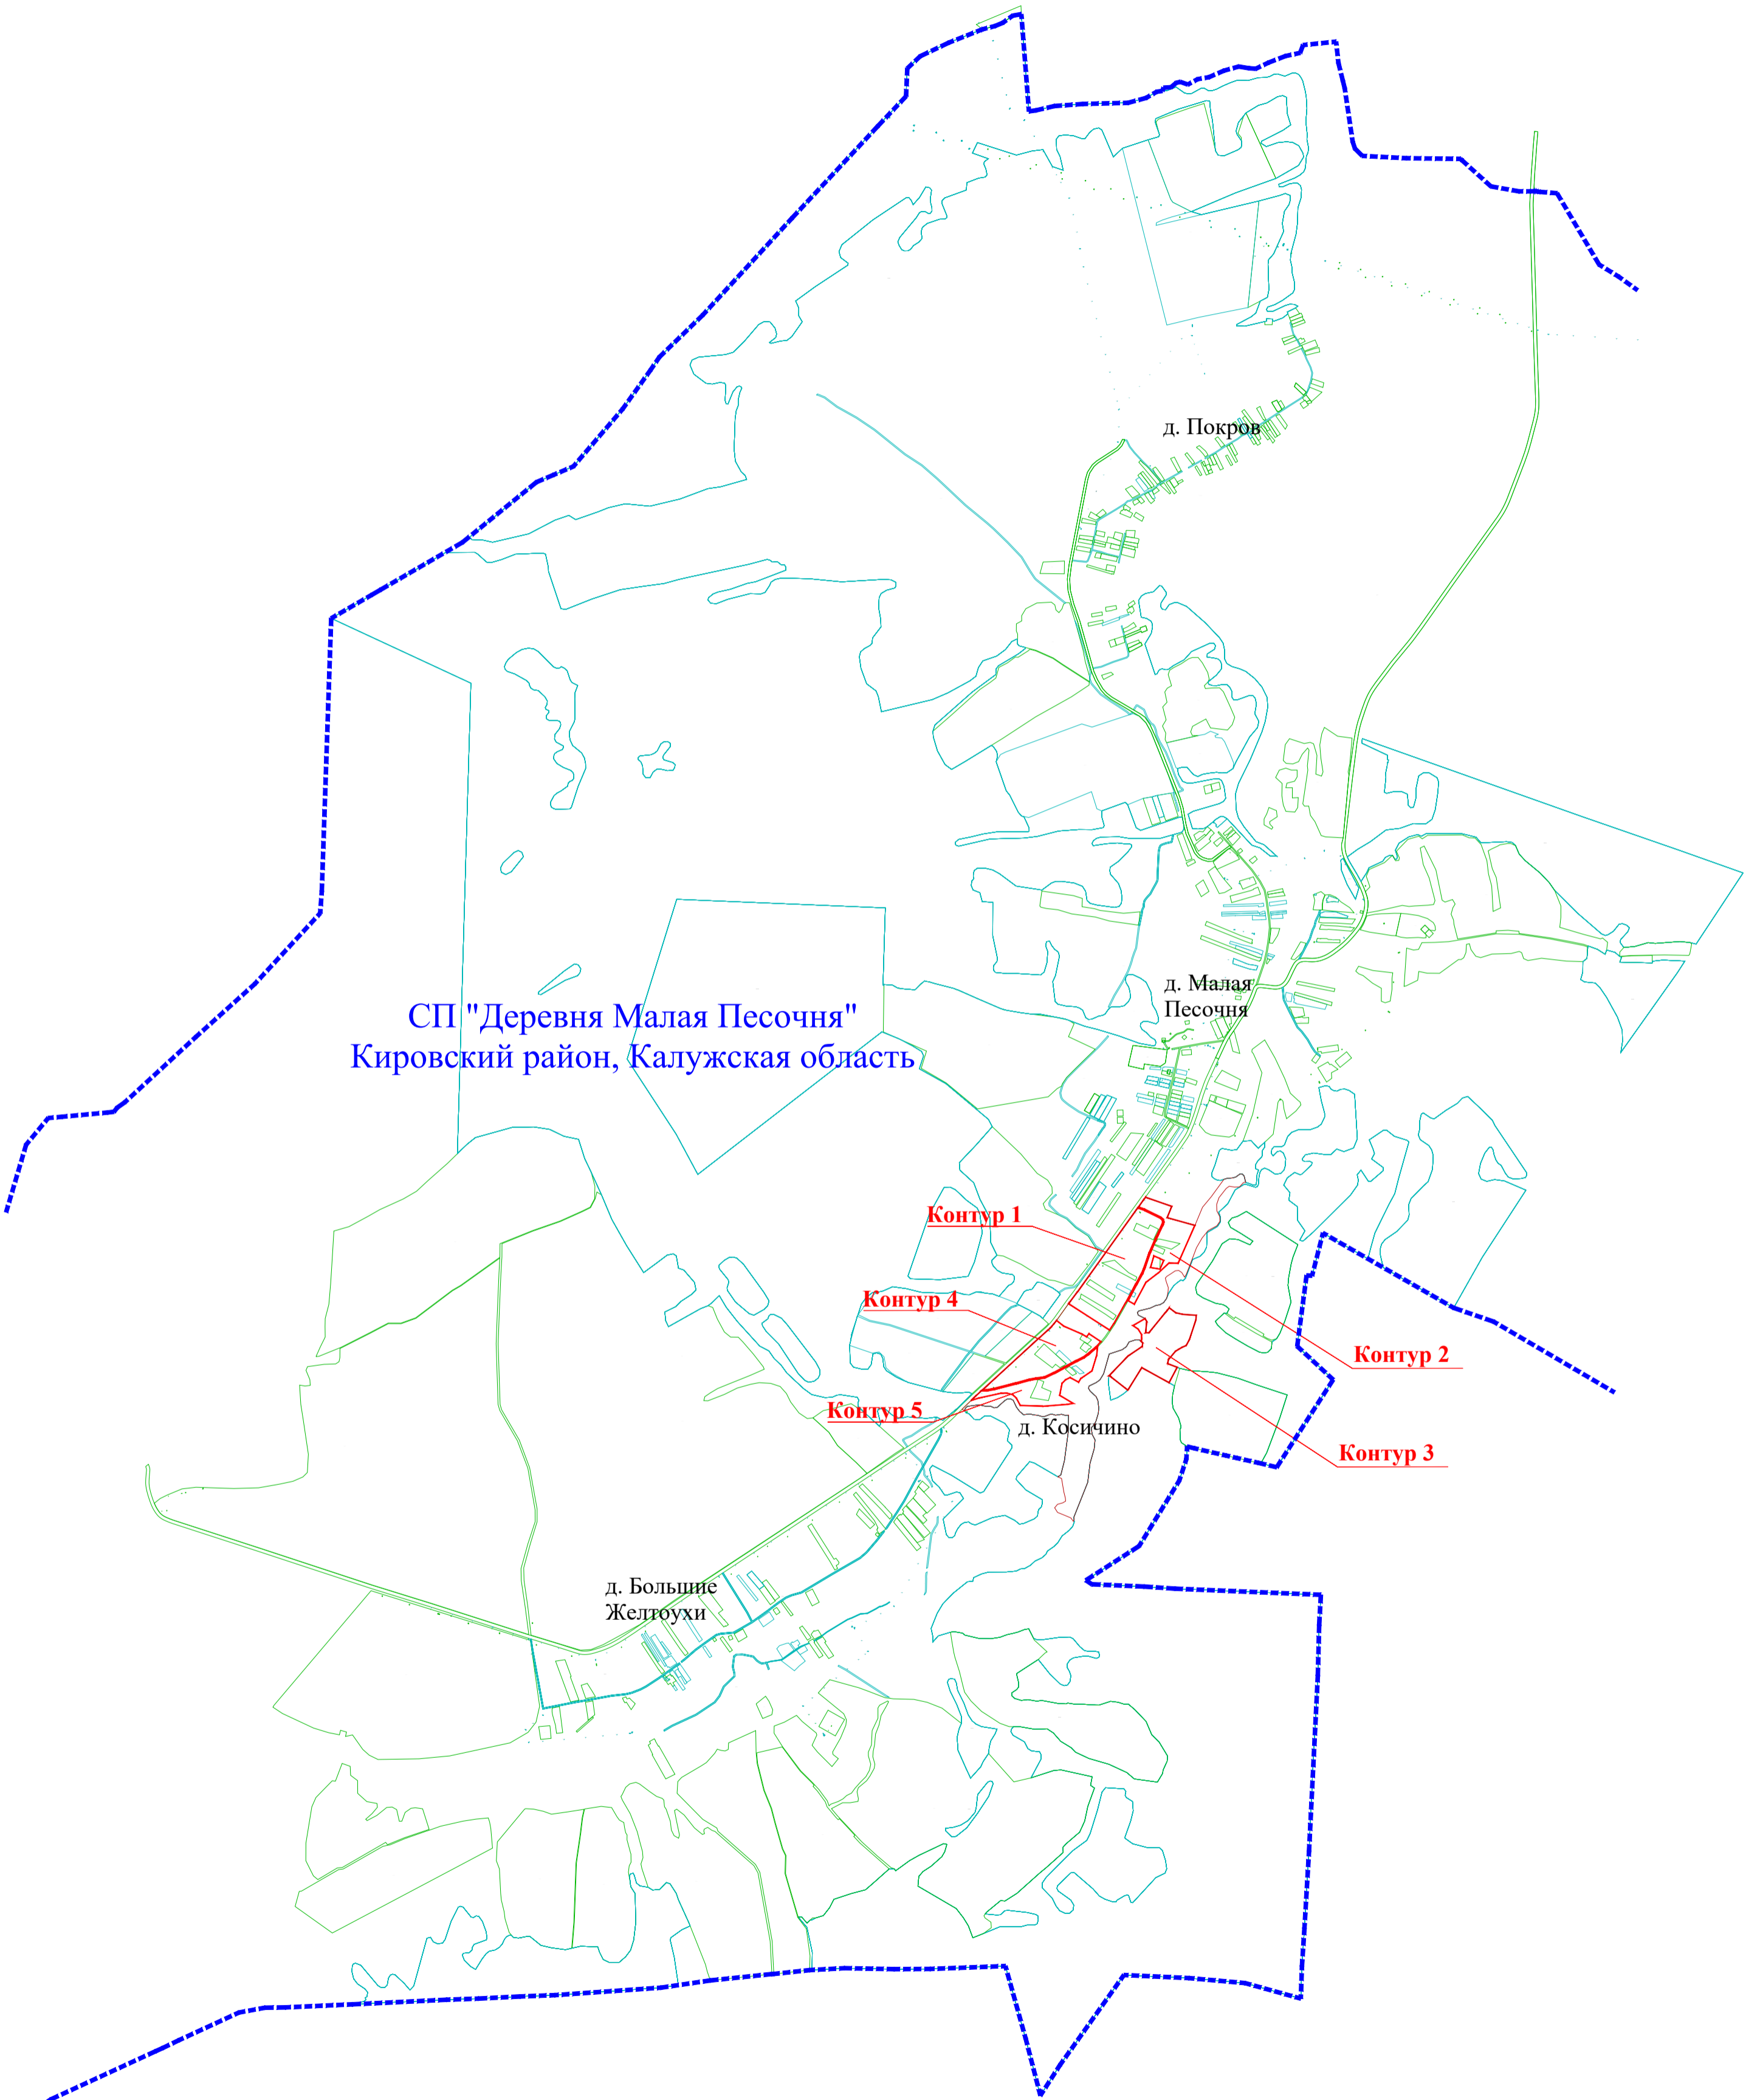 д. Покров
д. Малая
Песочня
СП "Деревня Малая Песочня"
Кировский район, Калужская область
Контур 1
Контур 4
Контур 2
Контур 5
д. Косичино
Контур 3
д. Большие
Желтоухи